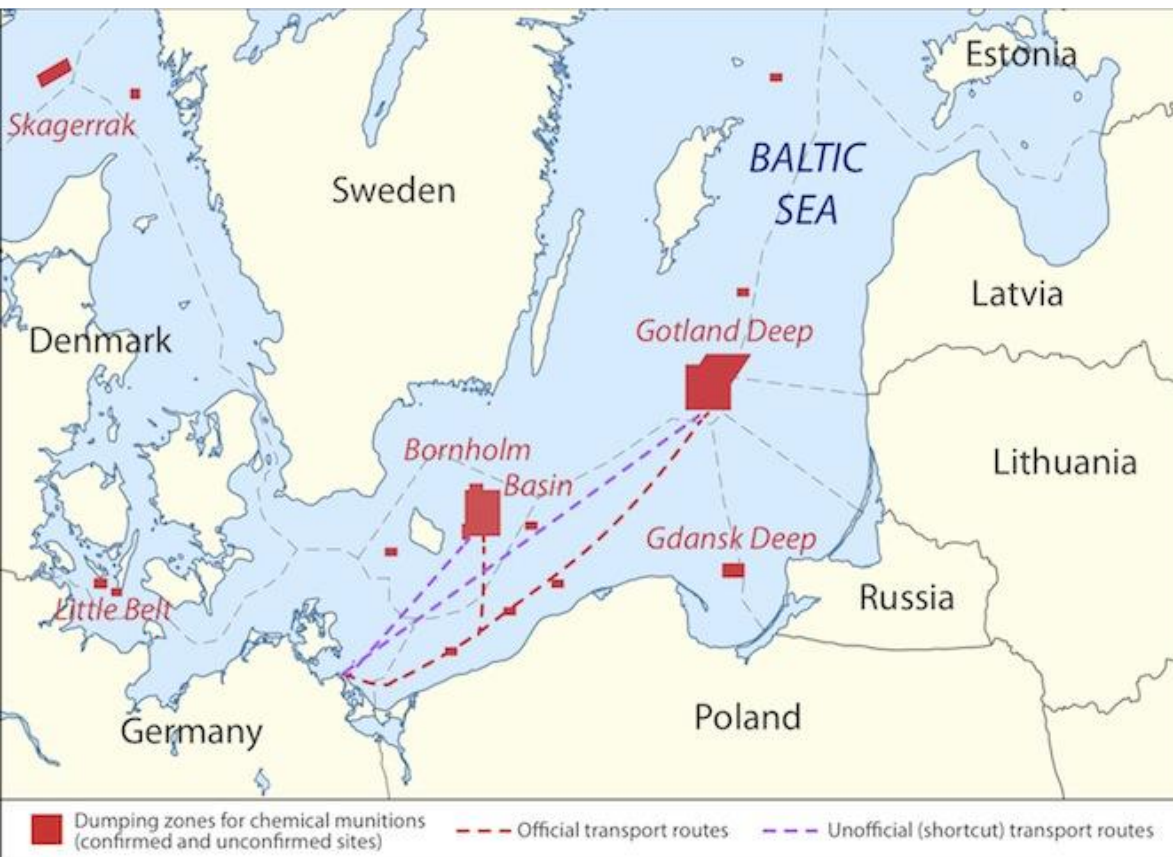 Estonia
Skagerrak
BALTIC
SEA
Sweden
Latvia
Gotland Deep
Denmark
Bornholm
Basin
Lithuania
Gdansk Deep
Little Belt
Russia
Germany
Poland
Dumping zones for chemical munitions
(confirmed and unconfirmed sites)
Official transport routes
Unofficial (shortcut) transport routes